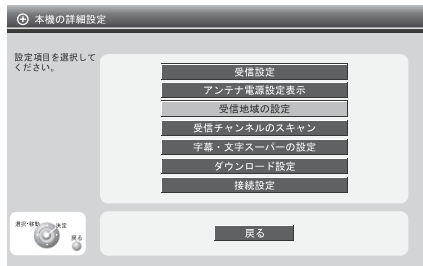 本機の詳細設定
設定項目を選択して
ください。
受信設定
アンテナ電源設定表示
受信地域の設定
受信チャンネルのスキャン
字幕・文字スーパーの設定
ダウンロード設定
接続設定
選択・移動
決定
戻る
戻る